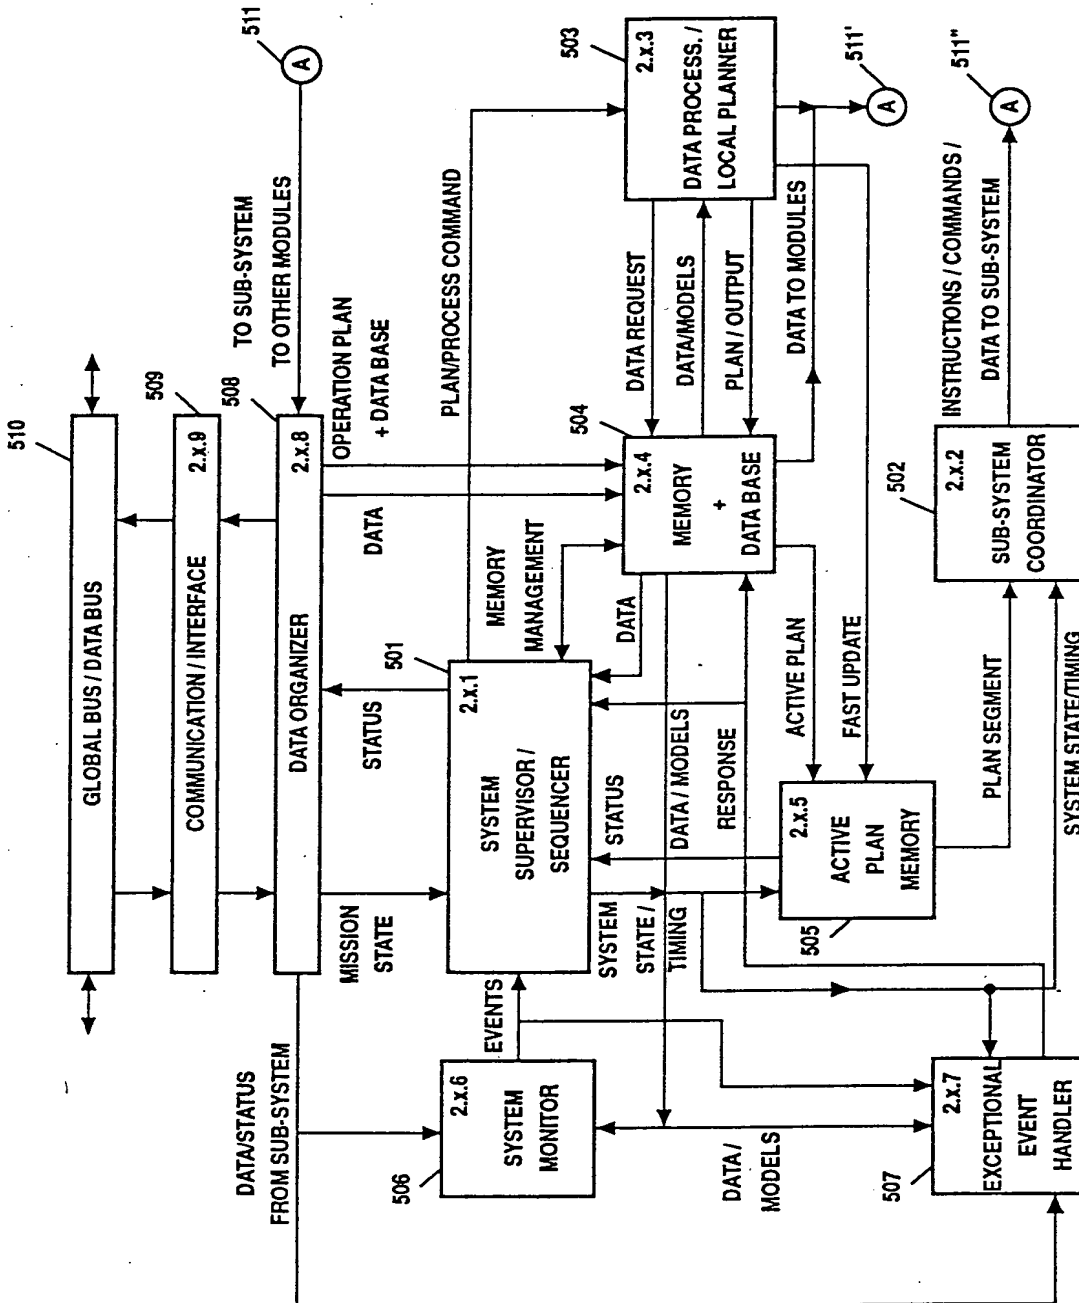 510
GLOBAL BUS / DATA BUS
509
COMMUNICATION / INTERFACE
2.x.9
508
DATA ORGANIZER
2.x.8
511
A
TO SUB-SYSTEM
TO OTHER MODULES
OPERATION PLAN
+ DATA BASE
DATA
STATUS
MISSION
STATE
DATA/STATUS
FROM SUB-SYSTEM
PLAN/PROCESS COMMAND
503
2.x.3
DATA PROCESS. /
LOCAL PLANNER
511'
A
DATA REQUEST
DATA/MODELS
PLAN / OUTPUT
DATA TO MODULES
504
2.x.4
MEMORY
+
DATA BASE
MEMORY
MANAGEMENT
DATA
501
2.x.1
SYSTEM
SUPERVISOR /
SEQUENCER
EVENTS
506
2.x.6
SYSTEM
MONITOR
SYSTEM
STATE /
TIMING
STATUS
DATA / MODELS
RESPONSE
ACTIVE PLAN
FAST UPDATE
505
2.x.5
ACTIVE
PLAN
MEMORY
PLAN SEGMENT
SYSTEM STATE/TIMING
502
2.x.2
SUB-SYSTEM
COORDINATOR
INSTRUCTIONS / COMMANDS /
DATA TO SUB-SYSTEM
511"
A
DATA /
MODELS
507
2.x.7
EXCEPTIONAL
EVENT
HANDLER